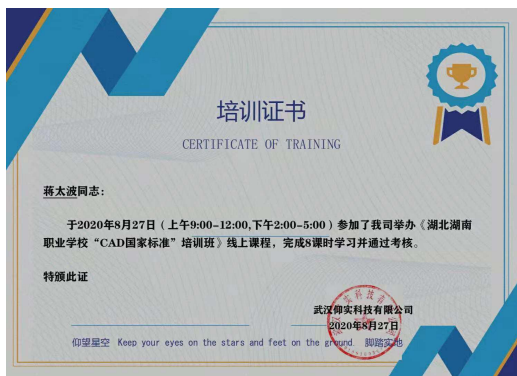 培训证书
CERTIFICATE OF TRAINING
蒋太波同志：
于2020年8月27日（上午9:00-12:00,下午2:00-5:00）参加了我司举办《湖北湖南
职业学校“CAD国家标准”培训班》线上课程，完成8课时学习并通过考核。
特颁此证
武汉仰实科技有限公司
2020年8月27日
仰望星空 Keep your eyes on the stars and feet on the ground 脚踏实地